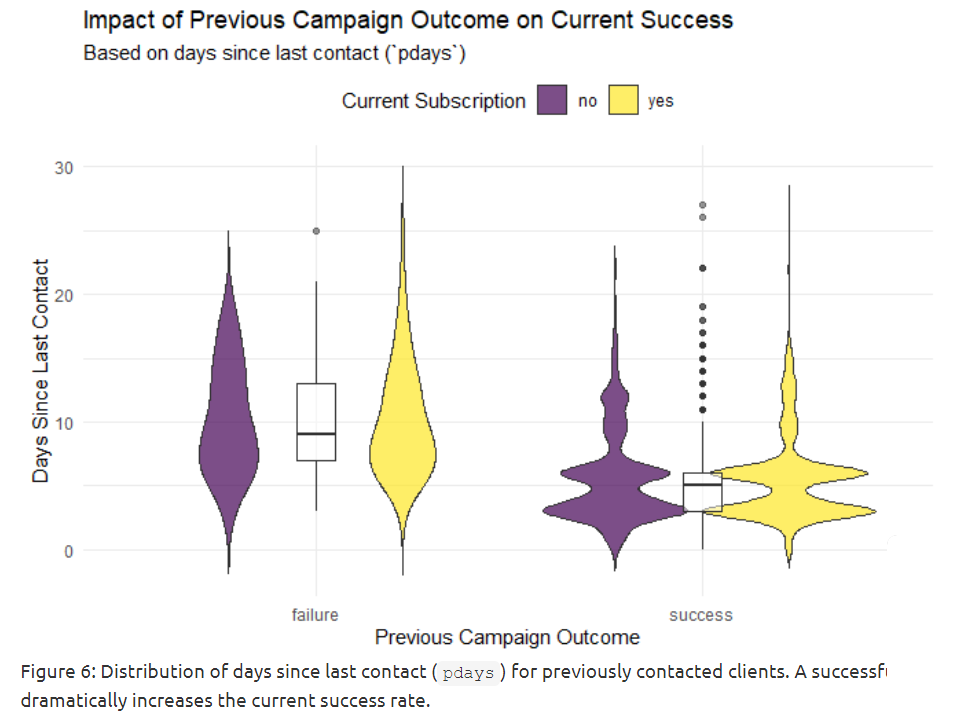 Impact of Previous Campaign Outcome on Current Success
Based on days since last contact (`pdays`)
Current Subscription no yes
30
20
10
0
Days Since Last Contact
failure success
Previous Campaign Outcome
Figure 6: Distribution of days since last contact ( pdays ) for previously contacted clients. A
dramatically increases the current success rate.